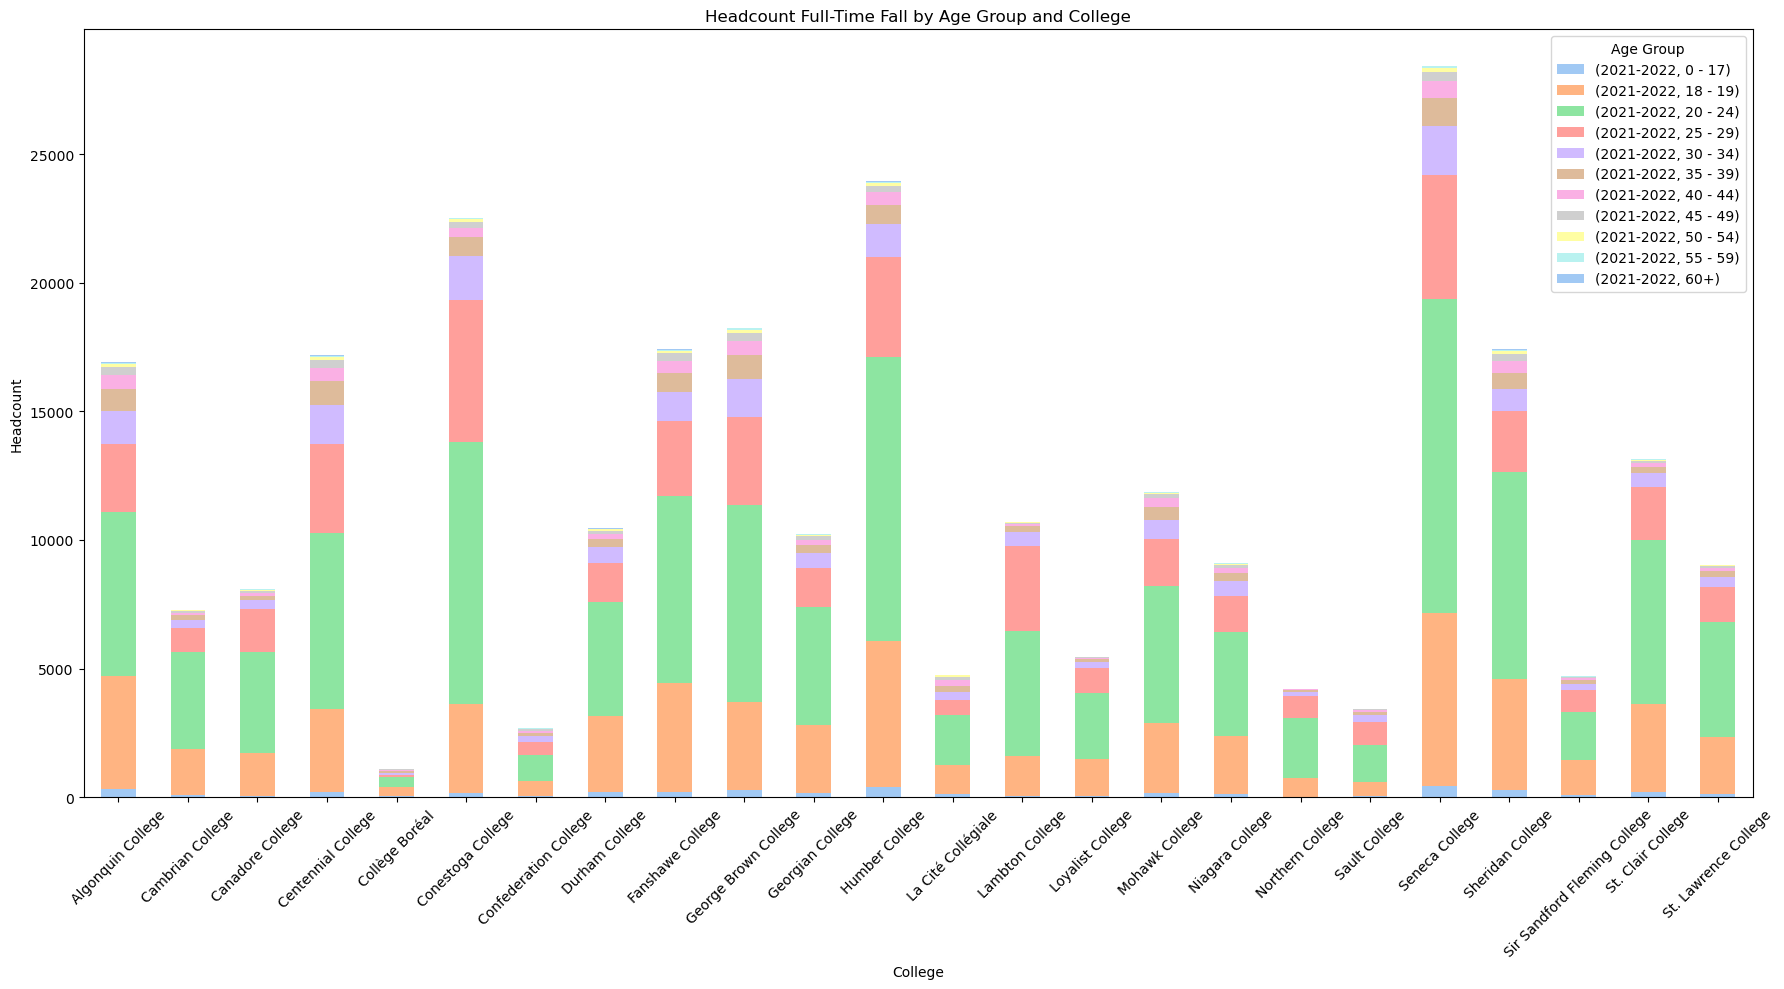 Headcount Full-Time Fall by Age Group and College
Age Group
(2021-2022, 0 - 17)
(2021-2022, 18 - 19)
(2021-2022, 20 - 24)
(2021-2022, 25 - 29)
(2021-2022, 30 - 34)
(2021-2022, 35 - 39)
(2021-2022, 40 - 44)
(2021-2022, 45 - 49)
(2021-2022, 50 - 54)
(2021-2022, 55 - 59)
(2021-2022, 60+)
Headcount
25000
20000
15000
10000
5000
0
Algonquin College
Cambrian College
Canadore College
Centennial College
Collège Boréal
Conestoga College
Confederation College
Durham College
Fanshawe College
George Brown College
Georgian College
Humber College
La Cité Collégiale
Lambton College
Loyalist College
Mohawk College
Niagara College
Northern College
Sault College
Seneca College
Sheridan College
Sir Sandford Fleming College
St. Clair College
St. Lawrence College
College